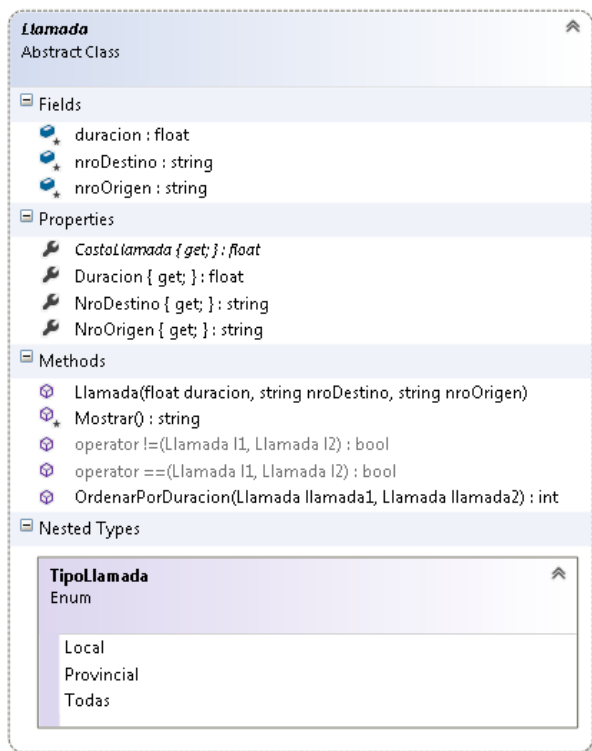 Llamada
Abstract Class
Fields
duracion : float
nroDestino : string
nroOrigen : string
Properties
CostoLlamada { get; } : float
Duracion { get; } : float
NroDestino { get; } : string
NroOrigen { get; } : string
Methods
Llamada(float duracion, string nroDestino, string nroOrigen)
Mostrar() : string
operator !=(Llamada l1, Llamada l2) : bool
operator ==(Llamada l1, Llamada l2) : bool
OrdenarPorDuracion(Llamada llamada1, Llamada llamada2) : int
Nested Types
TipoLlamada
Enum
Local
Provincial
Todas